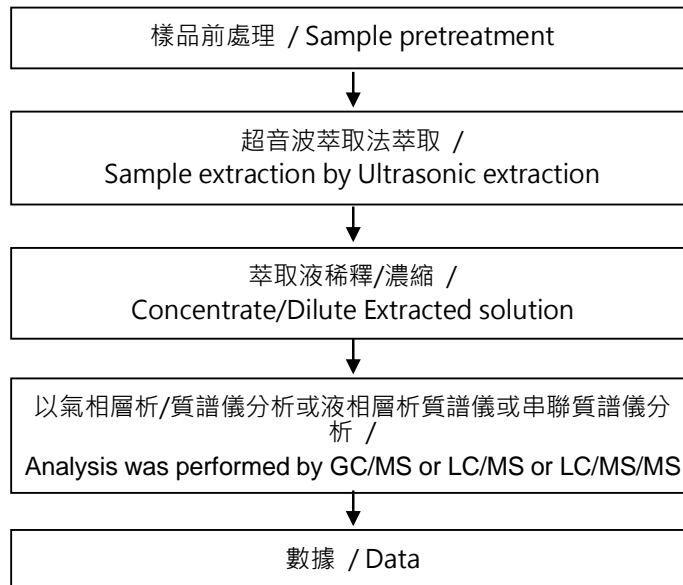 樣品前處理 / Sample pretreatment
超音波萃取法萃取 /
Sample extraction by Ultrasonic extraction
萃取液稀釋/濃縮 /
Concentrate/Dilute Extracted solution
以氣相層析/質譜儀分析或液相層析質譜儀或串聯質譜儀分
析 /
Analysis was performed by GC/MS or LC/MS or LC/MS/MS
數據 / Data